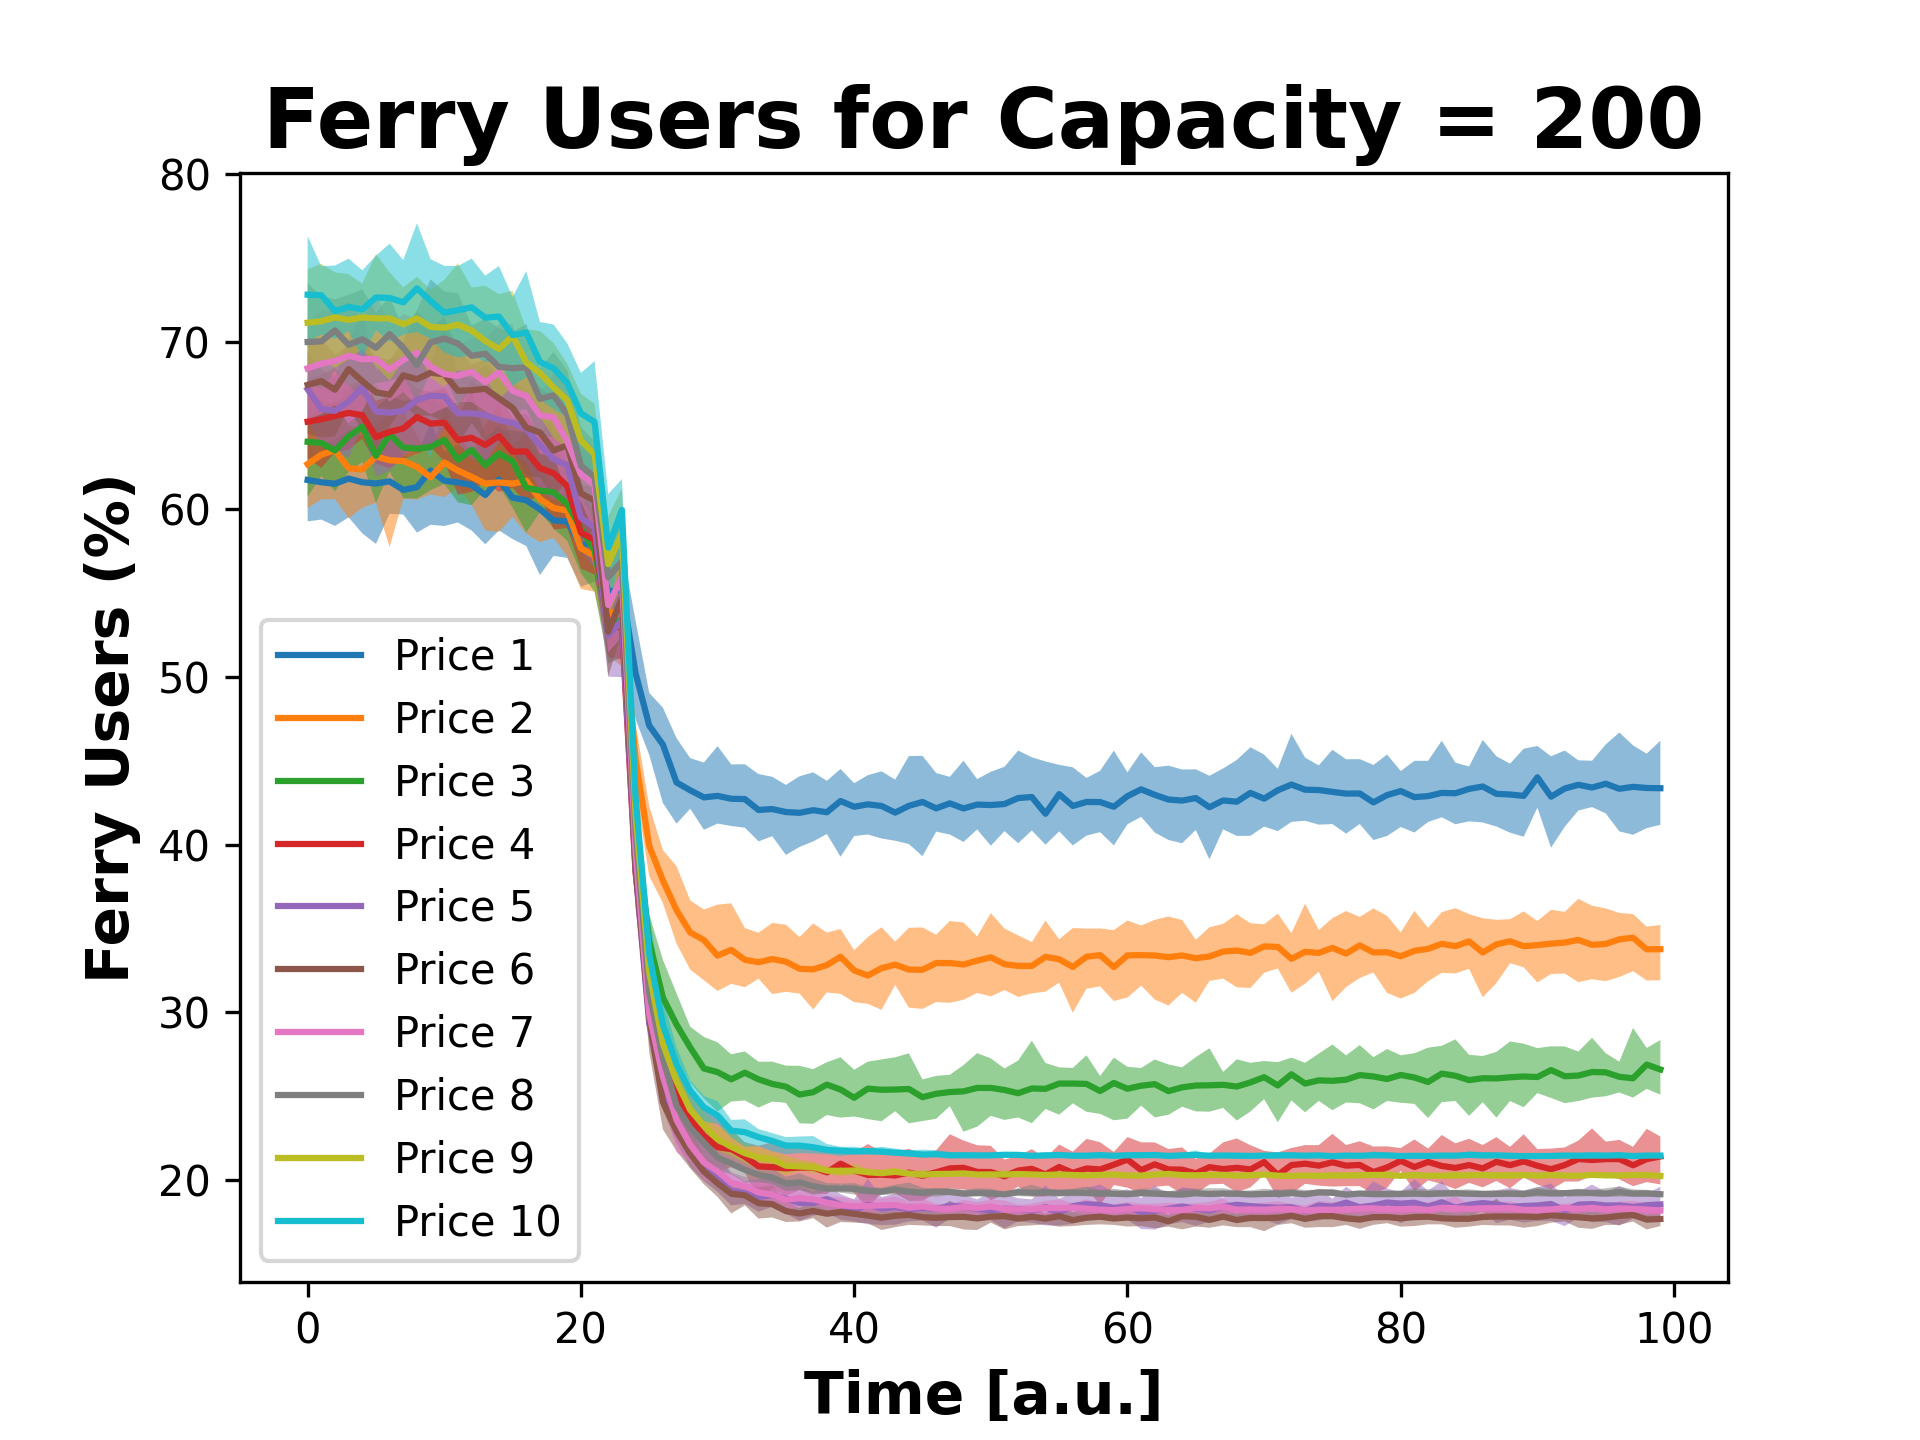 Ferry Users for Capacity = 200
80
70
60
50
40
30
20
Ferry Users (%)
Price 1
Price 2
Price 3
Price 4
Price 5
Price 6
Price 7
Price 8
Price 9
Price 10
0 20 40 60 80 100
Time [a.u.]